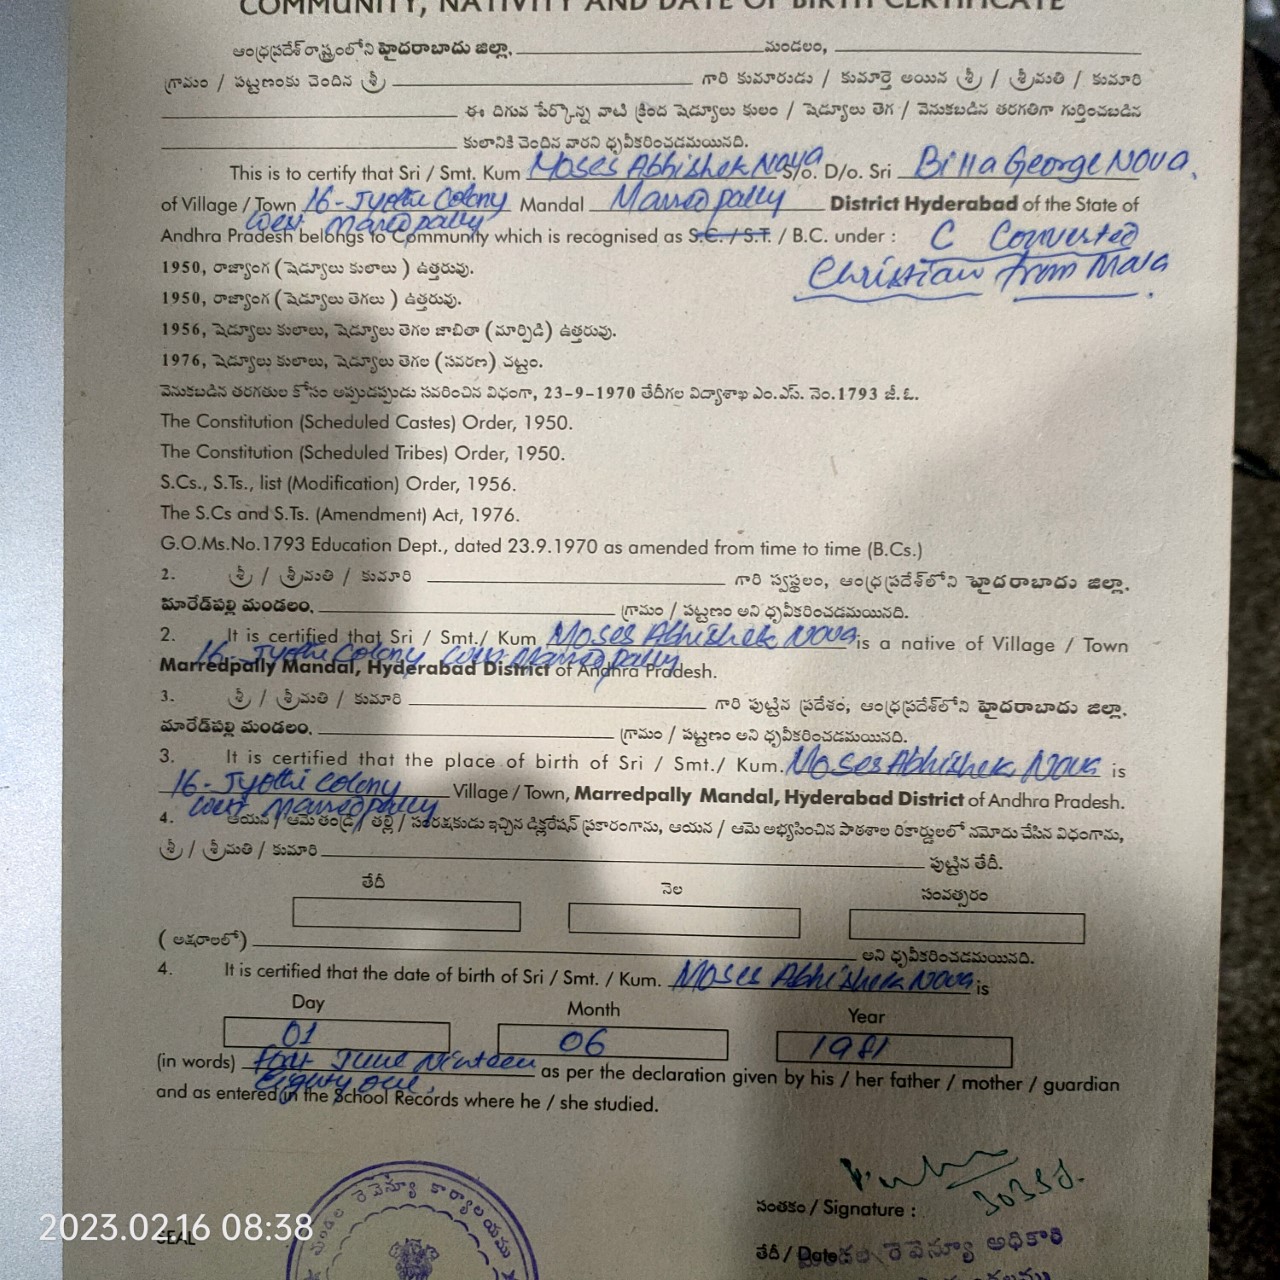 COMMUNITY, NATIVITY AND DATE OF BIRTH CERTIFICATE
ఆంధ్రప్రదేశ్ రాష్ట్రంలోని హైదరాబాదు జిల్లా, మండలం,
గ్రామం / పట్టణంకు చెందిన శ్రీ గారి కుమారుడు / కుమార్తె అయిన శ్రీ / శ్రీమతి / కుమారి
ఈ దిగువ పేర్కొన్న వాటి క్రింద షెడ్యూలు కులం / షెడ్యూలు తెగ / వెనుకబడిన తరగతిగా గుర్తించబడిన
కులానికి చెందిన వారని ధృవీకరించడమయినది.
This is to certify that Sri / Smt. Kum Moses Abhishek Nova S/o. D/o. Sri Billa George Nova,
of Village / Town 16-Jyothi Colony Mandal Marredpally District Hyderabad of the State of
West Marredpally
Andhra Pradesh belongs to Community which is recognised as S.C. / S.T. / B.C. under : C Converted
Christian from Mala
1950, రాజ్యాంగ (షెడ్యూలు కులాలు ) ఉత్తరువు.
1950, రాజ్యాంగ (షెడ్యూలు తెగలు ) ఉత్తరువు.
1956, షెడ్యూలు కులాలు, షెడ్యూలు తెగల జాబితా (మార్పిడి) ఉత్తరువు.
1976, షెడ్యూలు కులాలు, షెడ్యూలు తెగల (సవరణ) చట్టం.
వెనుకబడిన తరగతుల కోసం అప్పుడప్పుడు సవరించిన విధంగా, 23-9-1970 తేదీగల విద్యాశాఖ ఎం.ఎస్. నెం.1793 జీ.ఓ.
The Constitution (Scheduled Castes) Order, 1950.
The Constitution (Scheduled Tribes) Order, 1950.
S.Cs., S.Ts., list (Modification) Order, 1956.
The S.Cs and S.Ts. (Amendment) Act, 1976.
G.O.Ms.No.1793 Education Dept., dated 23.9.1970 as amended from time to time (B.Cs.)
2. శ్రీ / శ్రీమతి / కుమారి గారి స్వస్థలం, ఆంధ్రప్రదేశ్‌లోని హైదరాబాదు జిల్లా,
మారేడ్‌పల్లి మండలం, గ్రామం / పట్టణం అని ధృవీకరించడమయినది.
2. It is certified that Sri / Smt./ Kum Moses Abhishek Nova is a native of Village / Town
16-Jyothi Colony West Marredpally
Marredpally Mandal, Hyderabad District of Andhra Pradesh.
3. శ్రీ / శ్రీమతి / కుమారి గారి పుట్టిన ప్రదేశం, ఆంధ్రప్రదేశ్‌లోని హైదరాబాదు జిల్లా,
మారేడ్‌పల్లి మండలం, గ్రామం / పట్టణం అని ధృవీకరించడమయినది.
3. It is certified that the place of birth of Sri / Smt./ Kum. Moses Abhishek Nova is
16-Jyothi Colony Village / Town, Marredpally Mandal, Hyderabad District of Andhra Pradesh.
West Marredpally
4. ఆయన / ఆమె తండ్రి / తల్లి / సంరక్షకుడు ఇచ్చిన డిక్లరేషన్ ప్రకారంగాను, ఆయన / ఆమె అభ్యసించిన పాఠశాల రికార్డులలో నమోదు చేసిన విధంగాను,
శ్రీ / శ్రీమతి / కుమారి పుట్టిన తేదీ.
తేదీ నెల సంవత్సరం
( అక్షరాలలో) అని ధృవీకరించడమయినది.
4. It is certified that the date of birth of Sri / Smt. / Kum. Moses Abhishek Nova is
Day Month Year
01 06 1981
(in words) June Ninteen as per the declaration given by his / her father / mother / guardian
Eighty one,
and as entered in the School Records where he / she studied.
మండల రెవెన్యూ కార్యాలయము
సంతకం / Signature :
SEAL
తేదీ / Date
మండల రెవెన్యూ అధికారి
2023.02.16 08:38